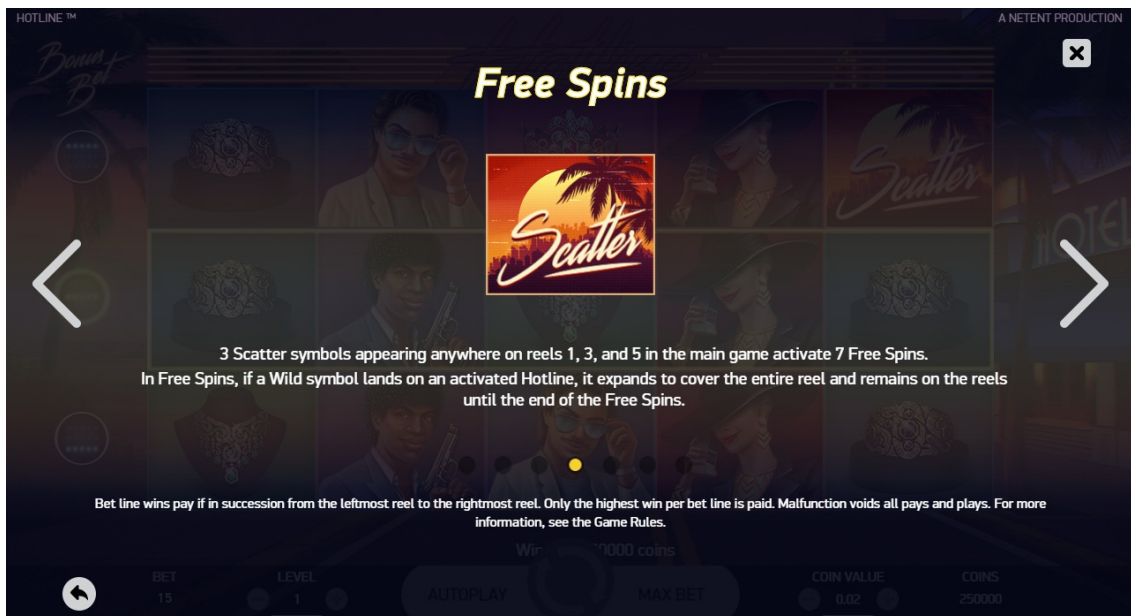 HOTLINE ™
A NETENT PRODUCTION
Bonus
Bet
Free Spins
Scatter
Scatter
HOTEL
3 Scatter symbols appearing anywhere on reels 1, 3, and 5 in the main game activate 7 Free Spins.
In Free Spins, if a Wild symbol lands on an activated Hotline, it expands to cover the entire reel and remains on the reels
until the end of the Free Spins.
Bet line wins pay if in succession from the leftmost reel to the rightmost reel. Only the highest win per bet line is paid. Malfunction voids all pays and plays. For more
information, see the Game Rules.
coins
BET
LEVEL
COIN VALUE
COINS
15
1
AUTOPLAY
MAX BET
0.02
250000